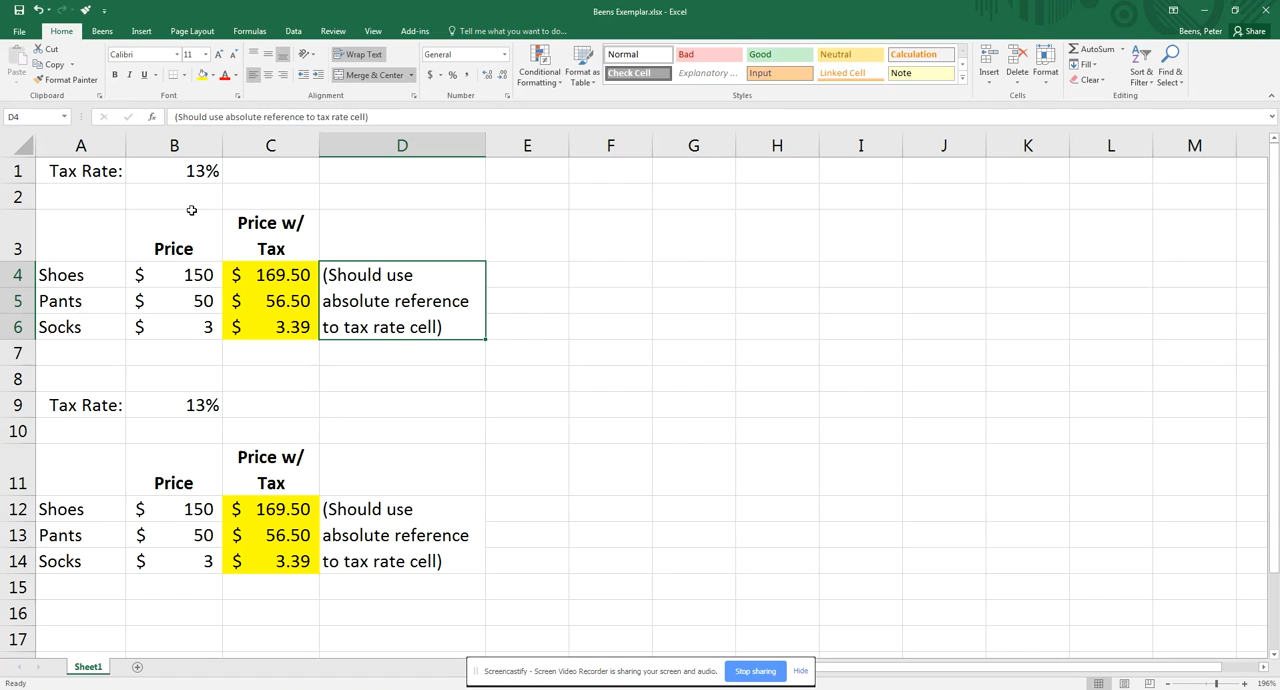 Beens Exemplar.xlsx - Excel
Beens, Peter Share
File Home Beens Insert Page Layout Formulas Data Review View Add-ins Tell me what you want to do...
Paste Cut Copy Format Painter Clipboard
Calibri 11 A A B I U A Font
Wrap Text Merge & Center Alignment
General $ % , Number
Conditional Formatting Format as Table
Normal Bad Good Neutral Calculation
Check Cell Explanatory ... Input Linked Cell Note
Styles
Insert Delete Format Cells
AutoSum Fill Clear Sort & Filter Find & Select Editing
D4 fx (Should use absolute reference to tax rate cell)
A B C D E F G H I J K L M
1 Tax Rate: 13%
2
3 Price Price w/ Tax
4 Shoes $ 150 $ 169.50 (Should use
5 Pants $ 50 $ 56.50 absolute reference
6 Socks $ 3 $ 3.39 to tax rate cell)
7
8
9 Tax Rate: 13%
10
11 Price Price w/ Tax
12 Shoes $ 150 $ 169.50 (Should use
13 Pants $ 50 $ 56.50 absolute reference
14 Socks $ 3 $ 3.39 to tax rate cell)
15
16
17
Sheet1
Screencastify - Screen Video Recorder is sharing your screen and audio. Stop sharing Hide
Ready 196%